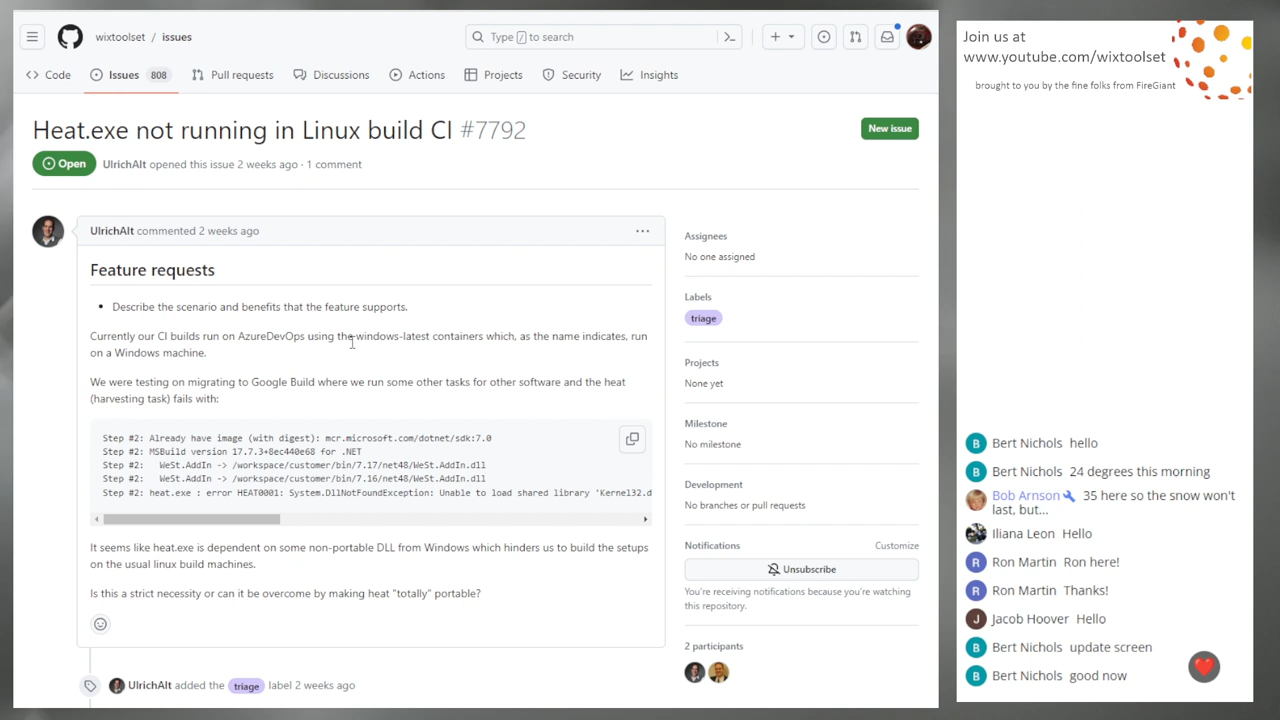 wixtoolset / issues
Type / to search
Code
Issues 808
Pull requests
Discussions
Actions
Projects
Security
Insights
Heat.exe not running in Linux build CI #7792
New issue
Open
UlrichAlt opened this issue 2 weeks ago · 1 comment
UlrichAlt commented 2 weeks ago
Feature requests
• Describe the scenario and benefits that the feature supports.
Currently our CI builds run on AzureDevOps using the windows-latest containers which, as the name indicates, run
on a Windows machine.
We were testing on migrating to Google Build where we run some other tasks for other software and the heat
(harvesting task) fails with:
Step #2: Already have image (with digest): mcr.microsoft.com/dotnet/sdk:7.0
Step #2: MSBuild version 17.7.3+8ec440e68 for .NET
Step #2:   WeSt.AddIn -> /workspace/customer/bin/7.17/net48/WeSt.AddIn.dll
Step #2:   WeSt.AddIn -> /workspace/customer/bin/7.16/net48/WeSt.AddIn.dll
Step #2: heat.exe : error HEAT0001: System.DllNotFoundException: Unable to load shared library 'Kernel32.d
It seems like heat.exe is dependent on some non-portable DLL from Windows which hinders us to build the setups
on the usual linux build machines.
Is this a strict necessity or can it be overcome by making heat "totally" portable?
UlrichAlt added the triage label 2 weeks ago
Assignees
No one assigned
Labels
triage
Projects
None yet
Milestone
No milestone
Development
No branches or pull requests
Notifications
Customize
Unsubscribe
You're receiving notifications because you're watching
this repository.
2 participants
Join us at
www.youtube.com/wixtoolset
brought to you by the fine folks from FireGiant
B Bert Nichols hello
B Bert Nichols 24 degrees this morning
Bob Arnson 35 here so the snow won't
last, but...
Iliana Leon Hello
R Ron Martin Ron here!
R Ron Martin Thanks!
J Jacob Hoover Hello
B Bert Nichols update screen
B Bert Nichols good now